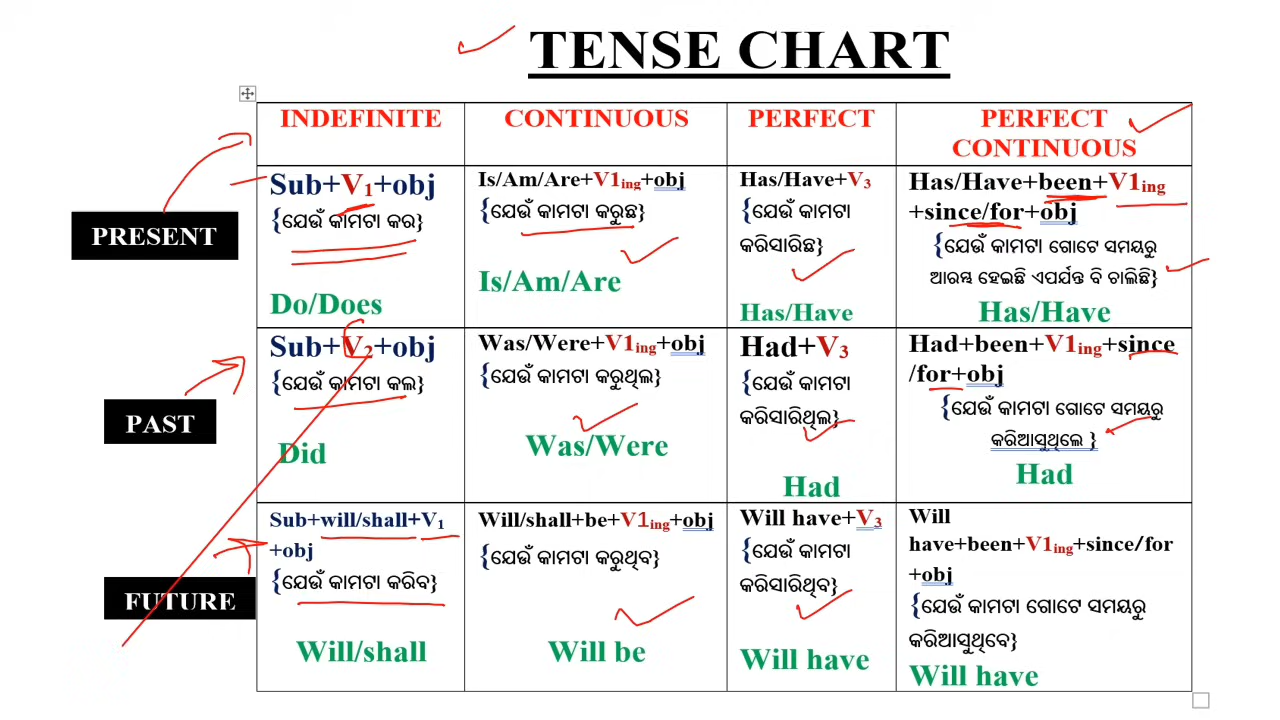 TENSE CHART
INDEFINITE
CONTINUOUS
PERFECT
PERFECT
CONTINUOUS
PRESENT
Sub+V1+obj
{ଯେଉଁ କାମଟା କର}
Do/Does
Is/Am/Are+V1ing+obj
{ଯେଉଁ କାମଟା କରୁଛ}
Is/Am/Are
Has/Have+V3
{ଯେଉଁ କାମଟା
କରିସାରିଛ}
Has/Have
Has/Have+been+V1ing
+since/for+obj
{ଯେଉଁ କାମଟା ଗୋଟେ ସମୟରୁ
ଆରମ୍ଭ ହେଇଛି ଏପର୍ଯନ୍ତ ବି ଚାଲିଛି}
Has/Have
PAST
Sub+V2+obj
{ଯେଉଁ କାମଟା କଲ}
Did
Was/Were+V1ing+obj
{ଯେଉଁ କାମଟା କରୁଥିଲ}
Was/Were
Had+V3
{ଯେଉଁ କାମଟା
କରିସାରିଥିଲ}
Had
Had+been+V1ing+since
/for+obj
{ଯେଉଁ କାମଟା ଗୋଟେ ସମୟରୁ
କରିଆସୁଥିଲେ }
Had
FUTURE
Sub+will/shall+V1
+obj
{ଯେଉଁ କାମଟା କରିବ}
Will/shall
Will/shall+be+V1ing+obj
{ଯେଉଁ କାମଟା କରୁଥିବ}
Will be
Will have+V3
{ଯେଉଁ କାମଟା
କରିସାରିଥିବ}
Will have
Will
have+been+V1ing+since/for
+obj
{ଯେଉଁ କାମଟା ଗୋଟେ ସମୟରୁ
କରିଆସୁଥିବେ}
Will have